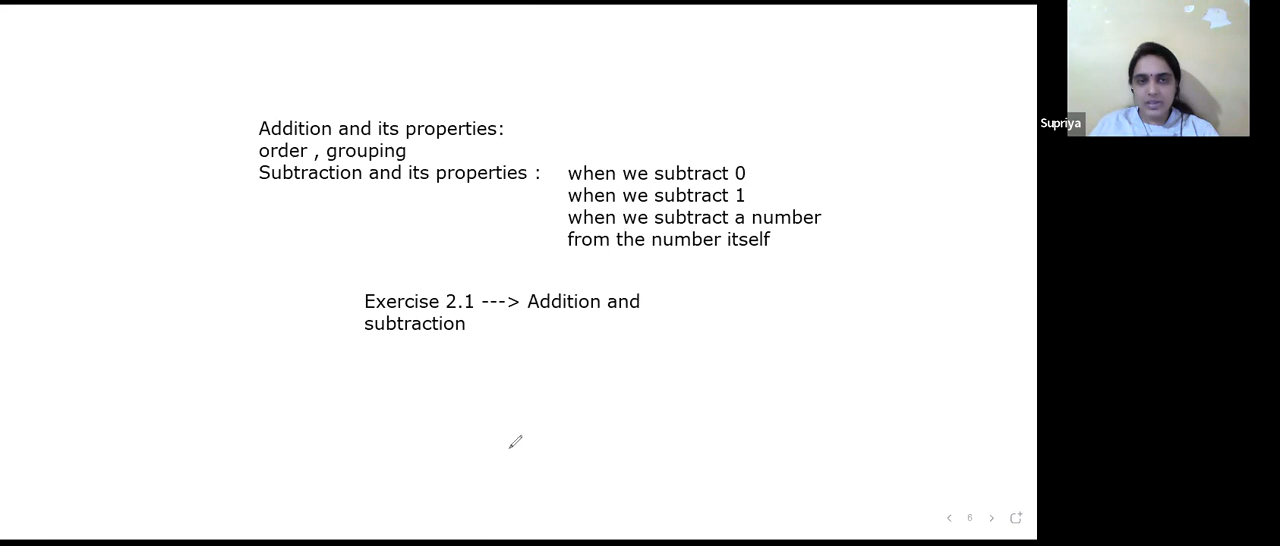 Addition and its properties:
order , grouping
Subtraction and its properties :
when we subtract 0
when we subtract 1
when we subtract a number
from the number itself
Exercise 2.1 ---> Addition and
subtraction
6
Supriya